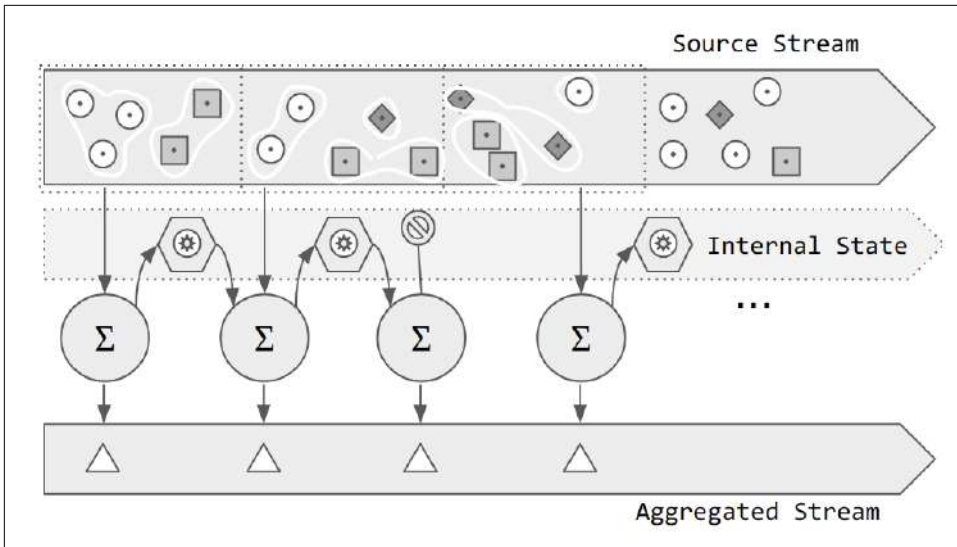 Source Stream
Internal State
...
Σ Σ Σ Σ
Aggregated Stream